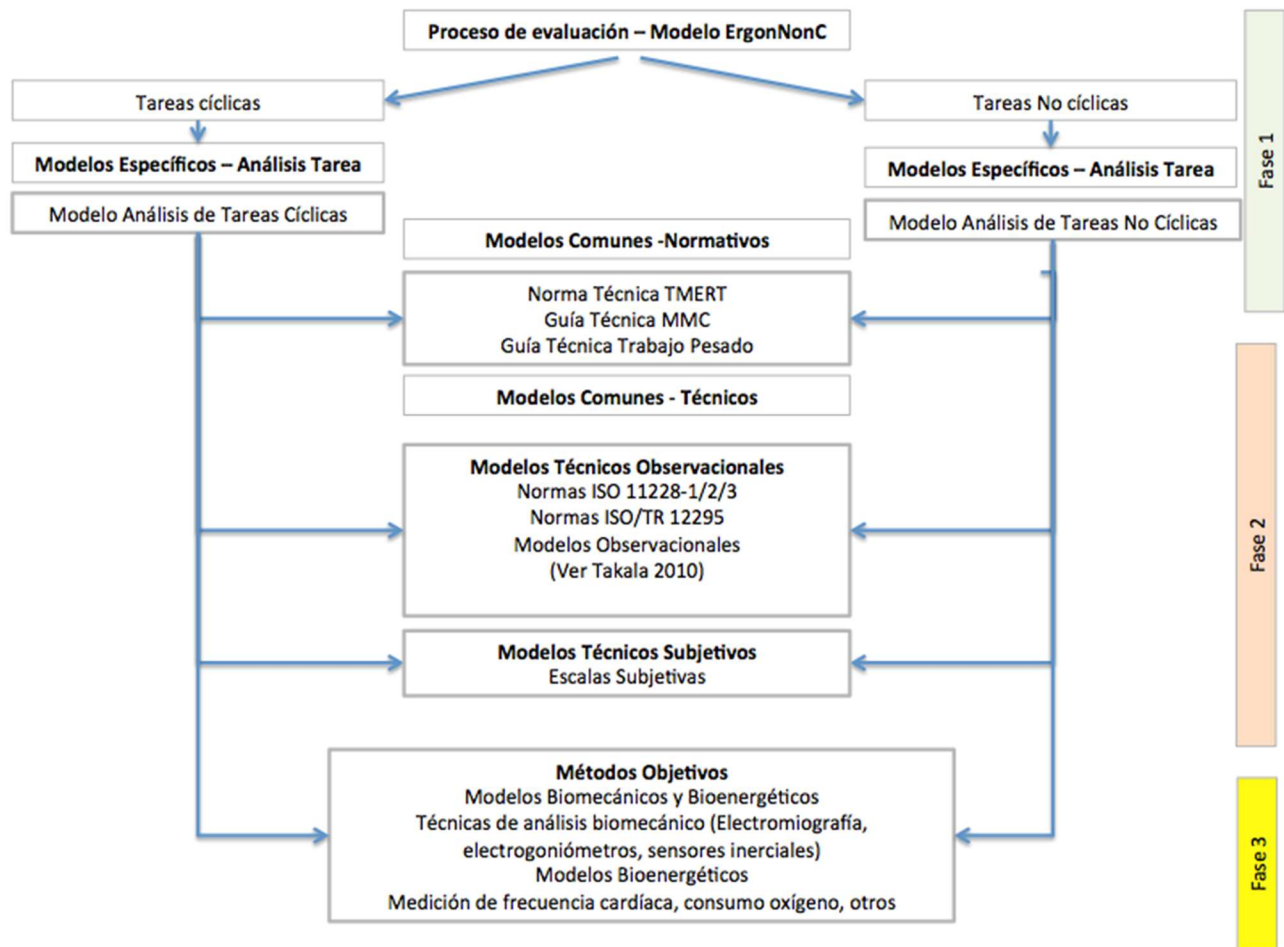 Proceso de evaluación – Modelo ErgonNonC
Tareas cíclicas
Tareas No cíclicas
Modelos Específicos – Análisis Tarea
Modelos Específicos – Análisis Tarea
Modelo Análisis de Tareas Cíclicas
Modelo Análisis de Tareas No Cíclicas
Fase 1
Modelos Comunes -Normativos
Norma Técnica TMERT
Guía Técnica MMC
Guía Técnica Trabajo Pesado
Modelos Comunes - Técnicos
Modelos Técnicos Observacionales
Normas ISO 11228-1/2/3
Normas ISO/TR 12295
Modelos Observacionales
(Ver Takala 2010)
Fase 2
Modelos Técnicos Subjetivos
Escalas Subjetivas
Métodos Objetivos
Modelos Biomecánicos y Bioenergéticos
Técnicas de análisis biomecánico (Electromiografía,
electrogoniómetros, sensores inerciales)
Modelos Bioenergéticos
Medición de frecuencia cardíaca, consumo oxígeno, otros
Fase 3